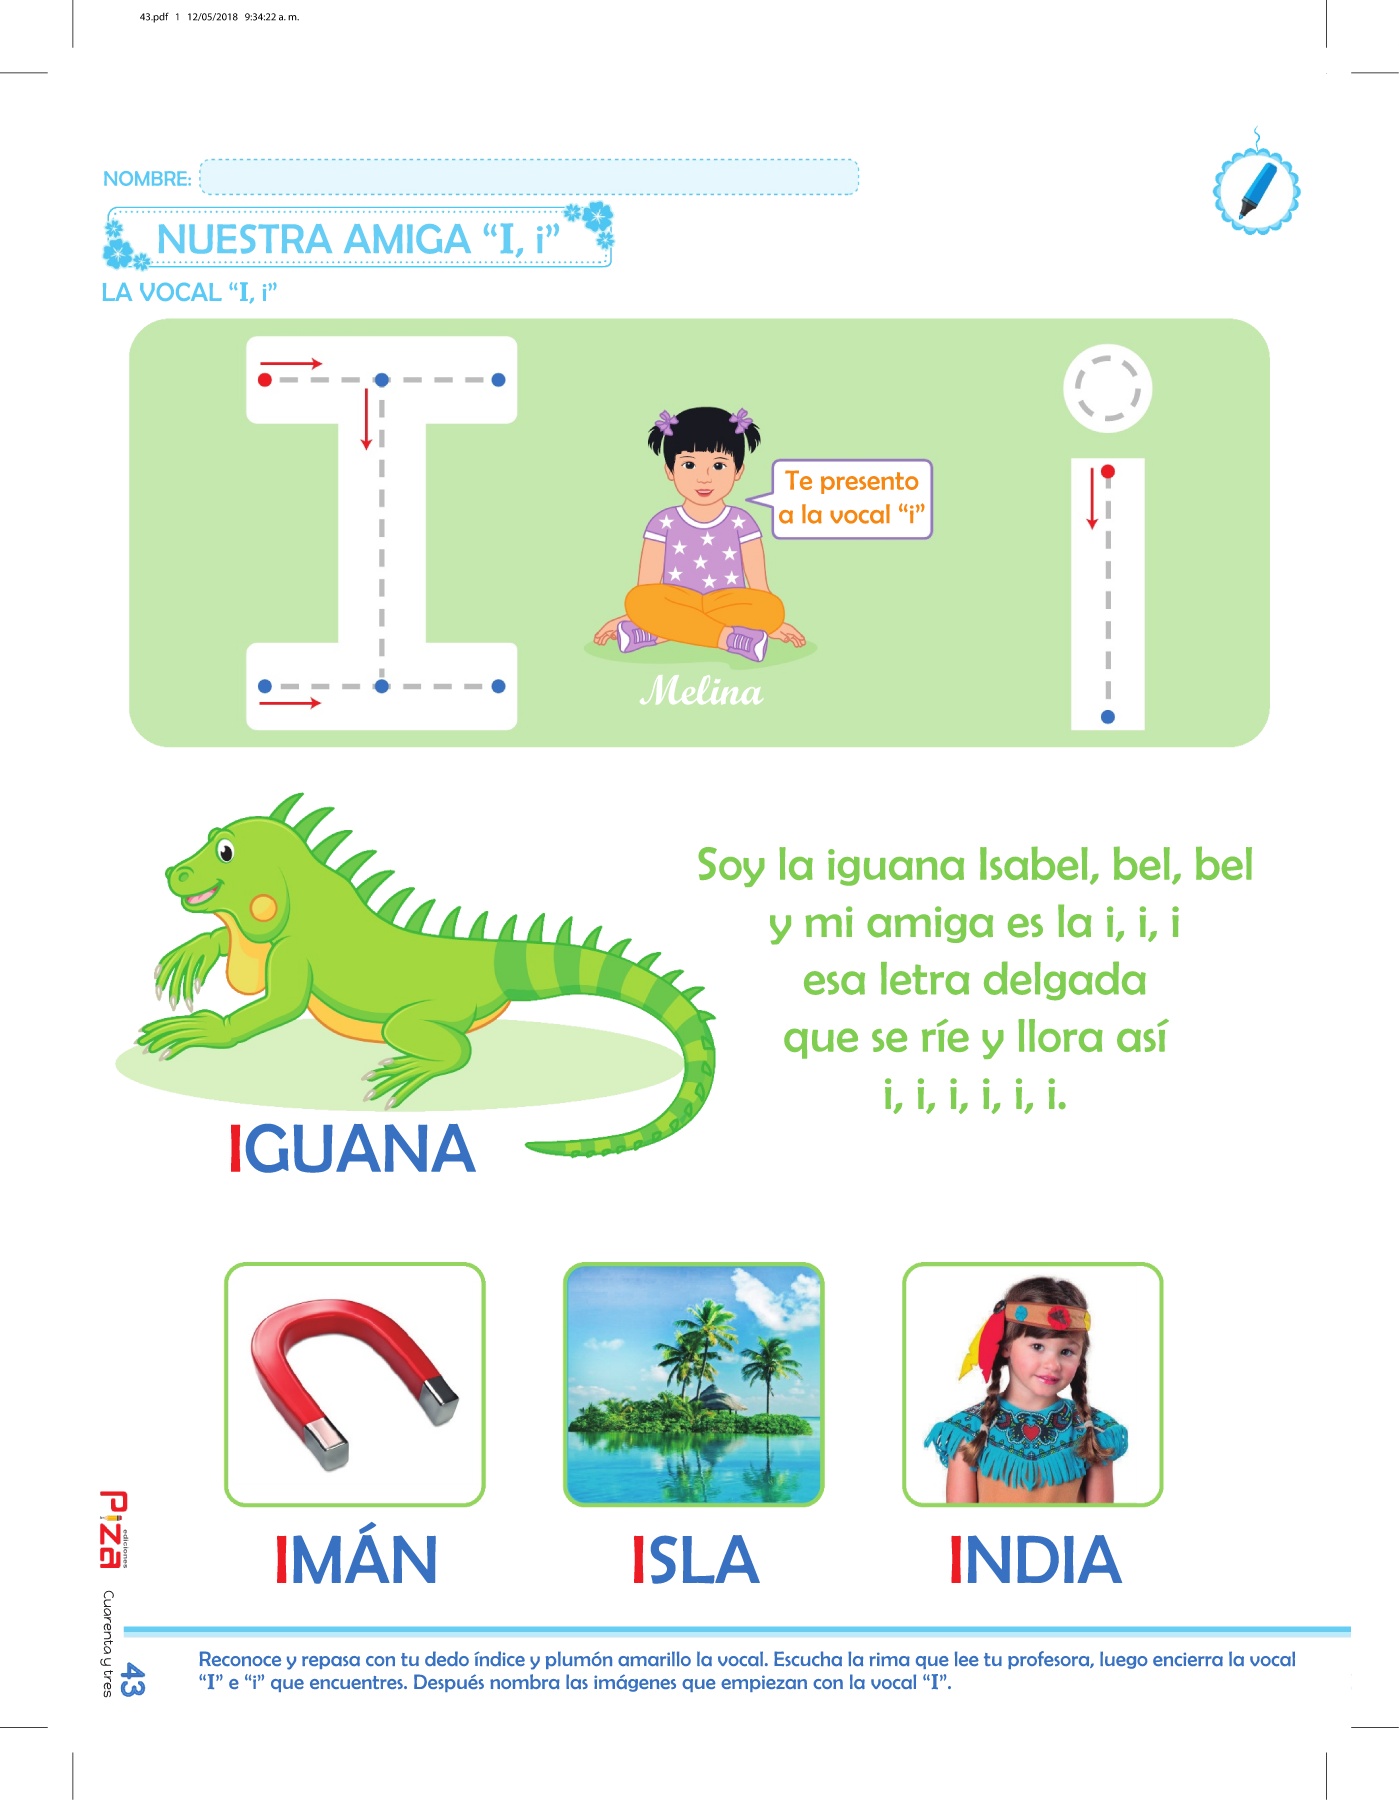 43.pdf 1 12/05/2018 9:34:22 a. m.
NOMBRE:
NUESTRA AMIGA “I, i”
LA VOCAL “I, i”
Te presento
a la vocal “i”
Melina
Soy la iguana Isabel, bel, bel
y mi amiga es la i, i, i
esa letra delgada
que se ríe y llora así
i, i, i, i, i, i.
IGUANA
IMÁN
ISLA
INDIA
Piza
ediciones
Cuarenta y tres
43
Reconoce y repasa con tu dedo índice y plumón amarillo la vocal. Escucha la rima que lee tu profesora, luego encierra la vocal
“I” e “i” que encuentres. Después nombra las imágenes que empiezan con la vocal “I”.